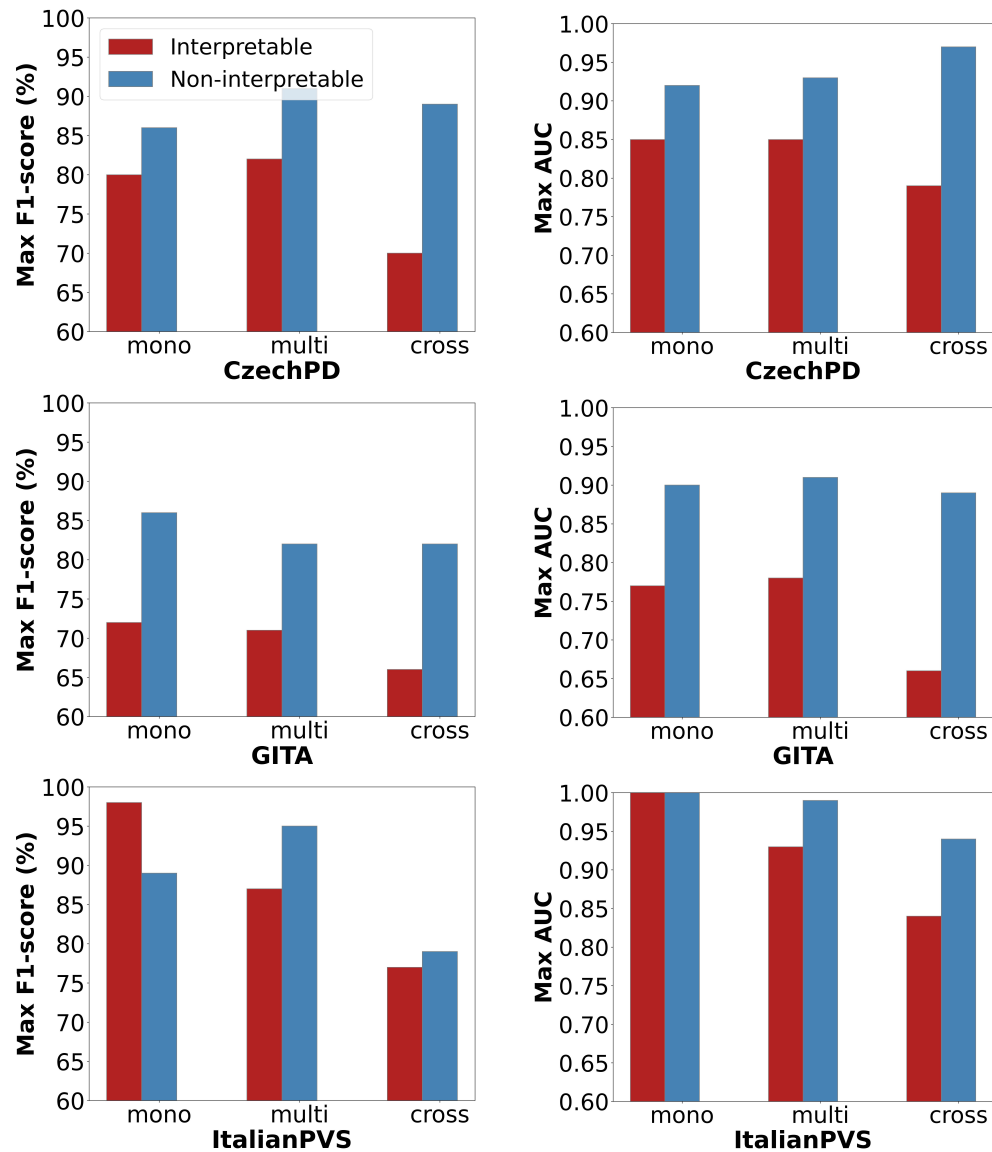 Max F1-score (%)
100
95
90
85
80
75
70
65
60
Interpretable
Non-interpretable
mono multi cross
CzechPD
Max AUC
1.00
0.95
0.90
0.85
0.80
0.75
0.70
0.65
0.60
mono multi cross
CzechPD
Max F1-score (%)
100
95
90
85
80
75
70
65
60
mono multi cross
GITA
Max AUC
1.00
0.95
0.90
0.85
0.80
0.75
0.70
0.65
0.60
mono multi cross
GITA
Max F1-score (%)
100
95
90
85
80
75
70
65
60
mono multi cross
ItalianPVS
Max AUC
1.00
0.95
0.90
0.85
0.80
0.75
0.70
0.65
0.60
mono multi cross
ItalianPVS